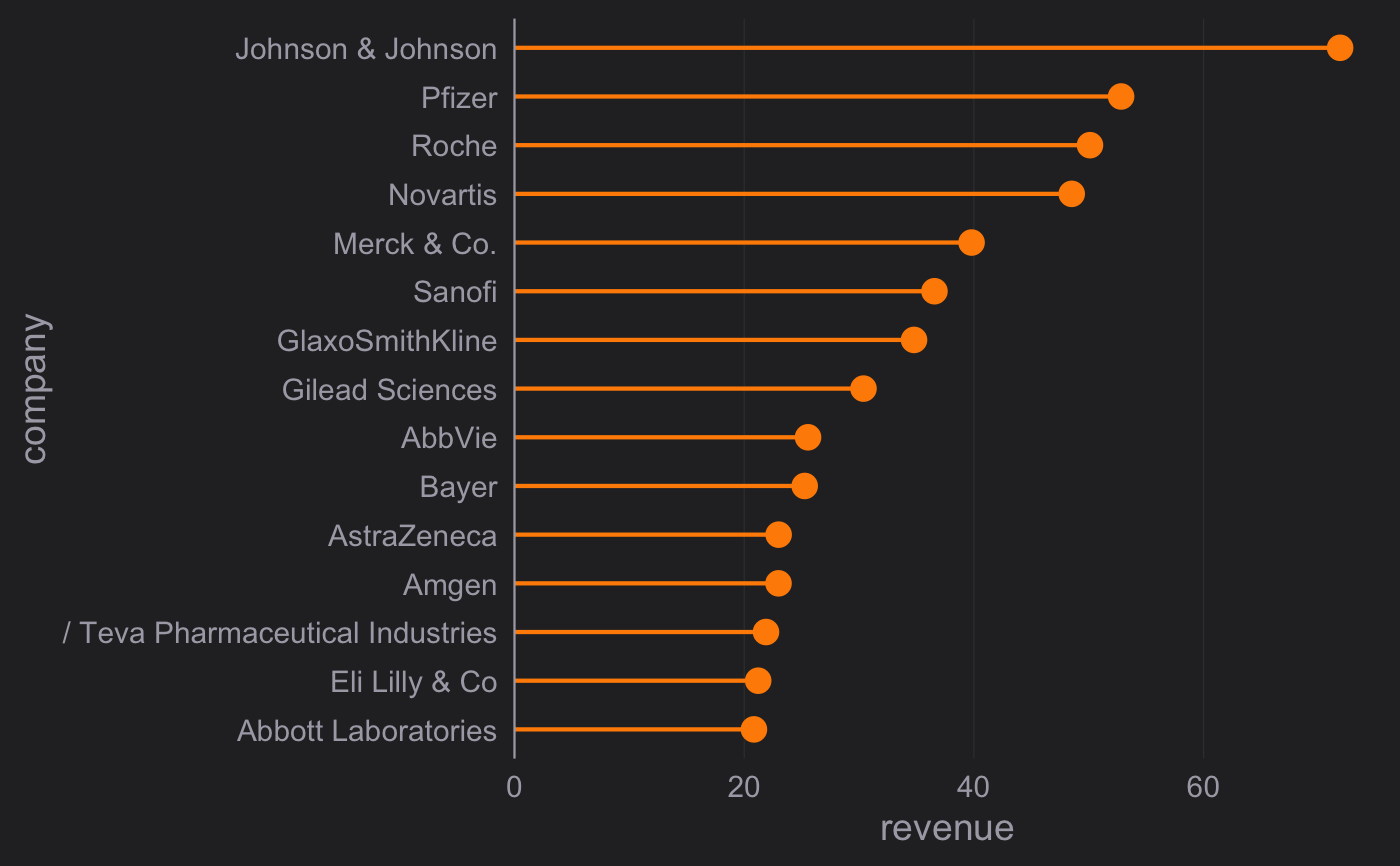 Johnson & Johnson
Pfizer
Roche
Novartis
Merck & Co.
Sanofi
GlaxoSmithKline
Gilead Sciences
AbbVie
Bayer
AstraZeneca
Amgen
/ Teva Pharmaceutical Industries
Eli Lilly & Co
Abbott Laboratories
company
0 20 40 60
revenue